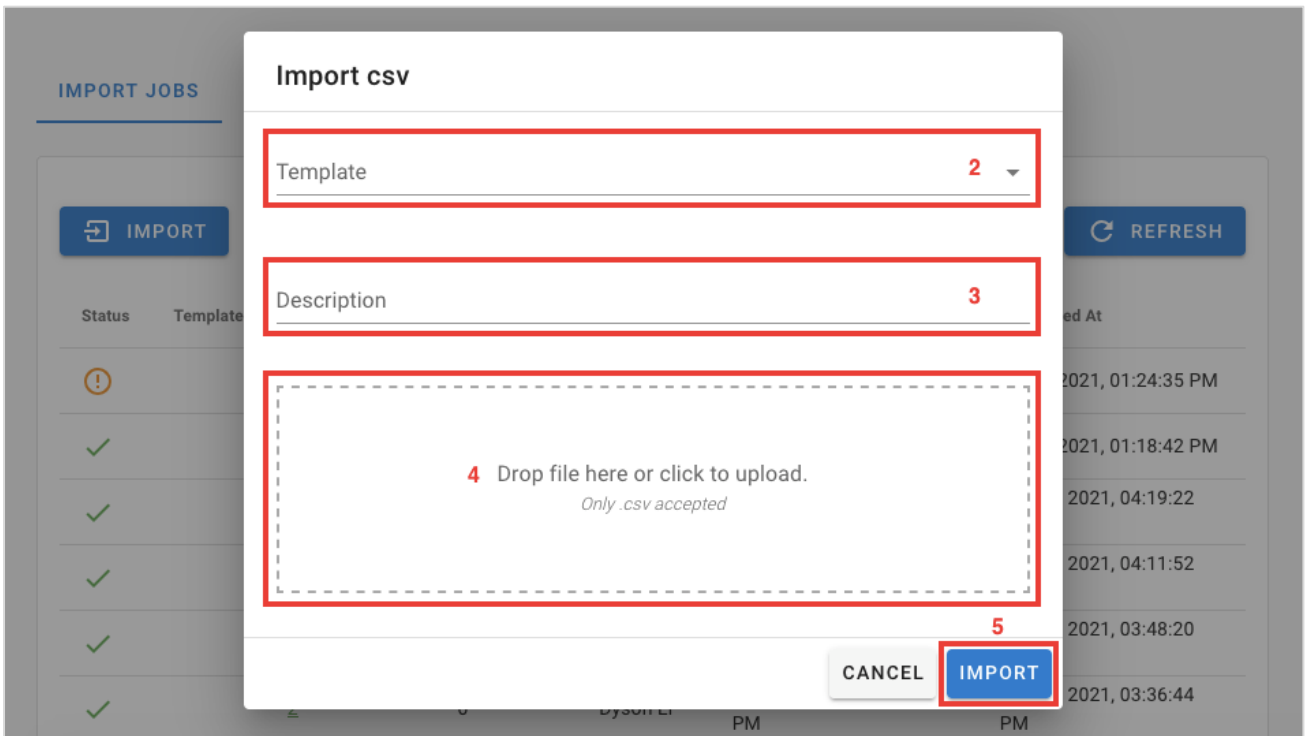 Import csv
IMPORT JOBS
Template 2
IMPORT
REFRESH
Description 3
Status Template
ed At
2021, 01:24:35 PM
2021, 01:18:42 PM
4 Drop file here or click to upload.
Only .csv accepted
2021, 04:19:22
2021, 04:11:52
5
2021, 03:48:20
CANCEL IMPORT
2021, 03:36:44
PM PM